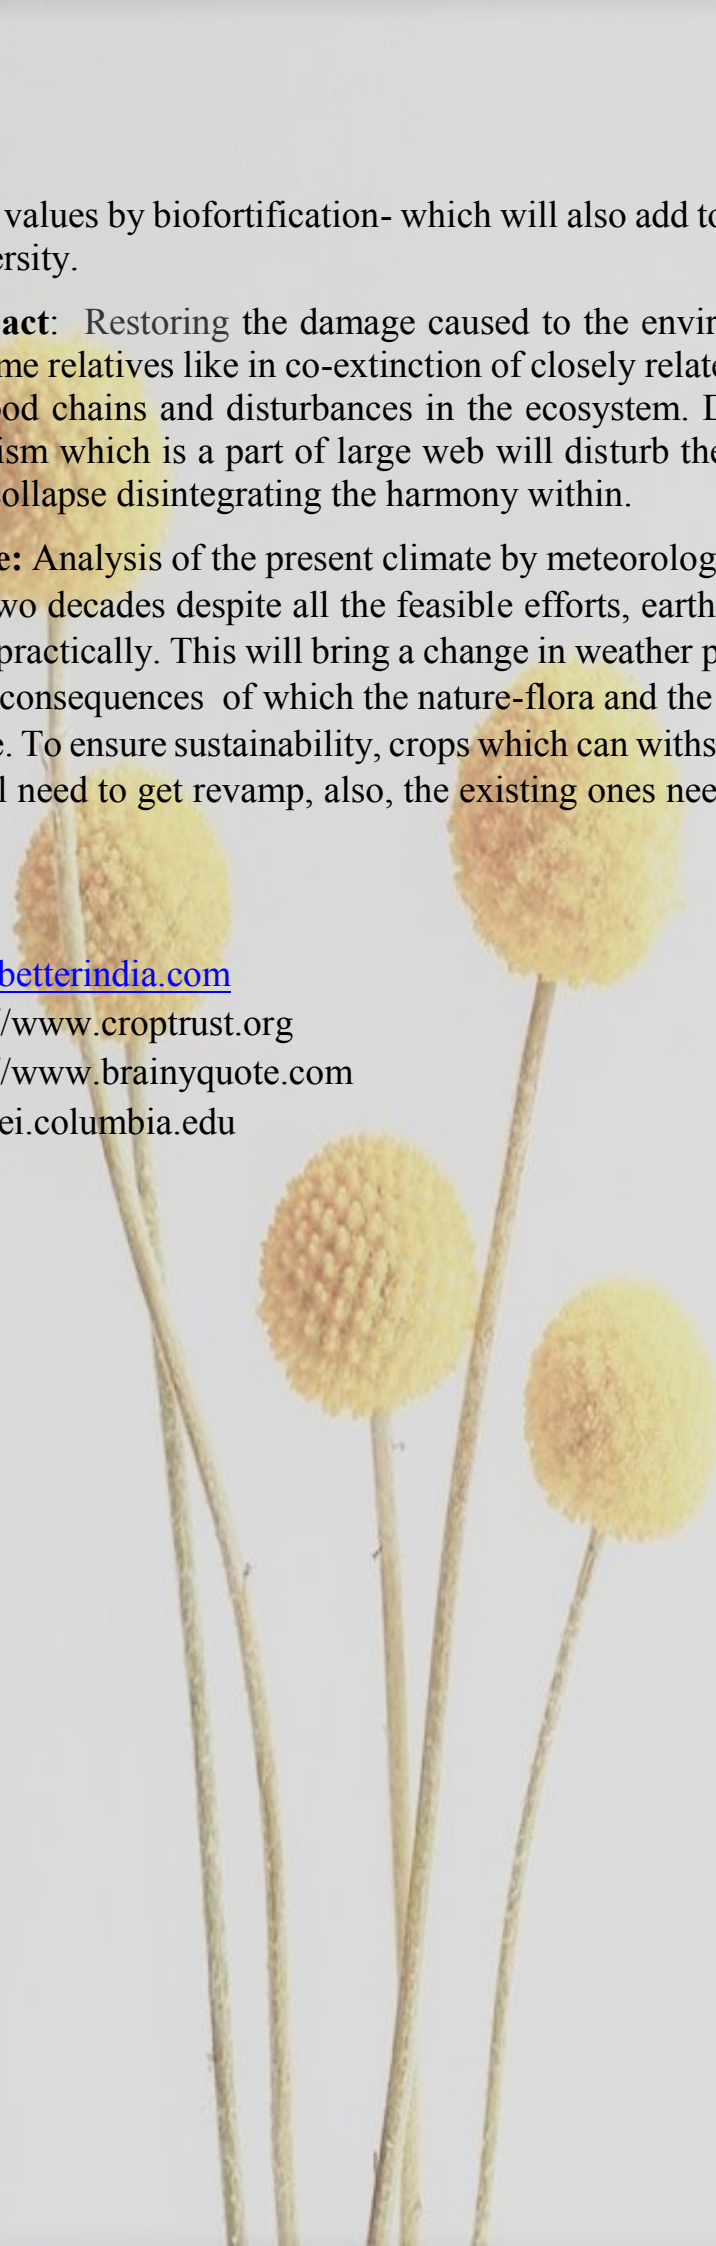 values by biofortification- which will also add to
ersity.
act: Restoring the damage caused to the envir
me relatives like in co-extinction of closely relate
od chains and disturbances in the ecosystem. D
ism which is a part of large web will disturb the
ollapse disintegrating the harmony within.
e: Analysis of the present climate by meteorolog
wo decades despite all the feasible efforts, earth
practically. This will bring a change in weather p
consequences of which the nature-flora and the
e. To ensure sustainability, crops which can withs
l need to get revamp, also, the existing ones nee
betterindia.com
//www.croptrust.org
//www.brainyquote.com
ei.columbia.edu